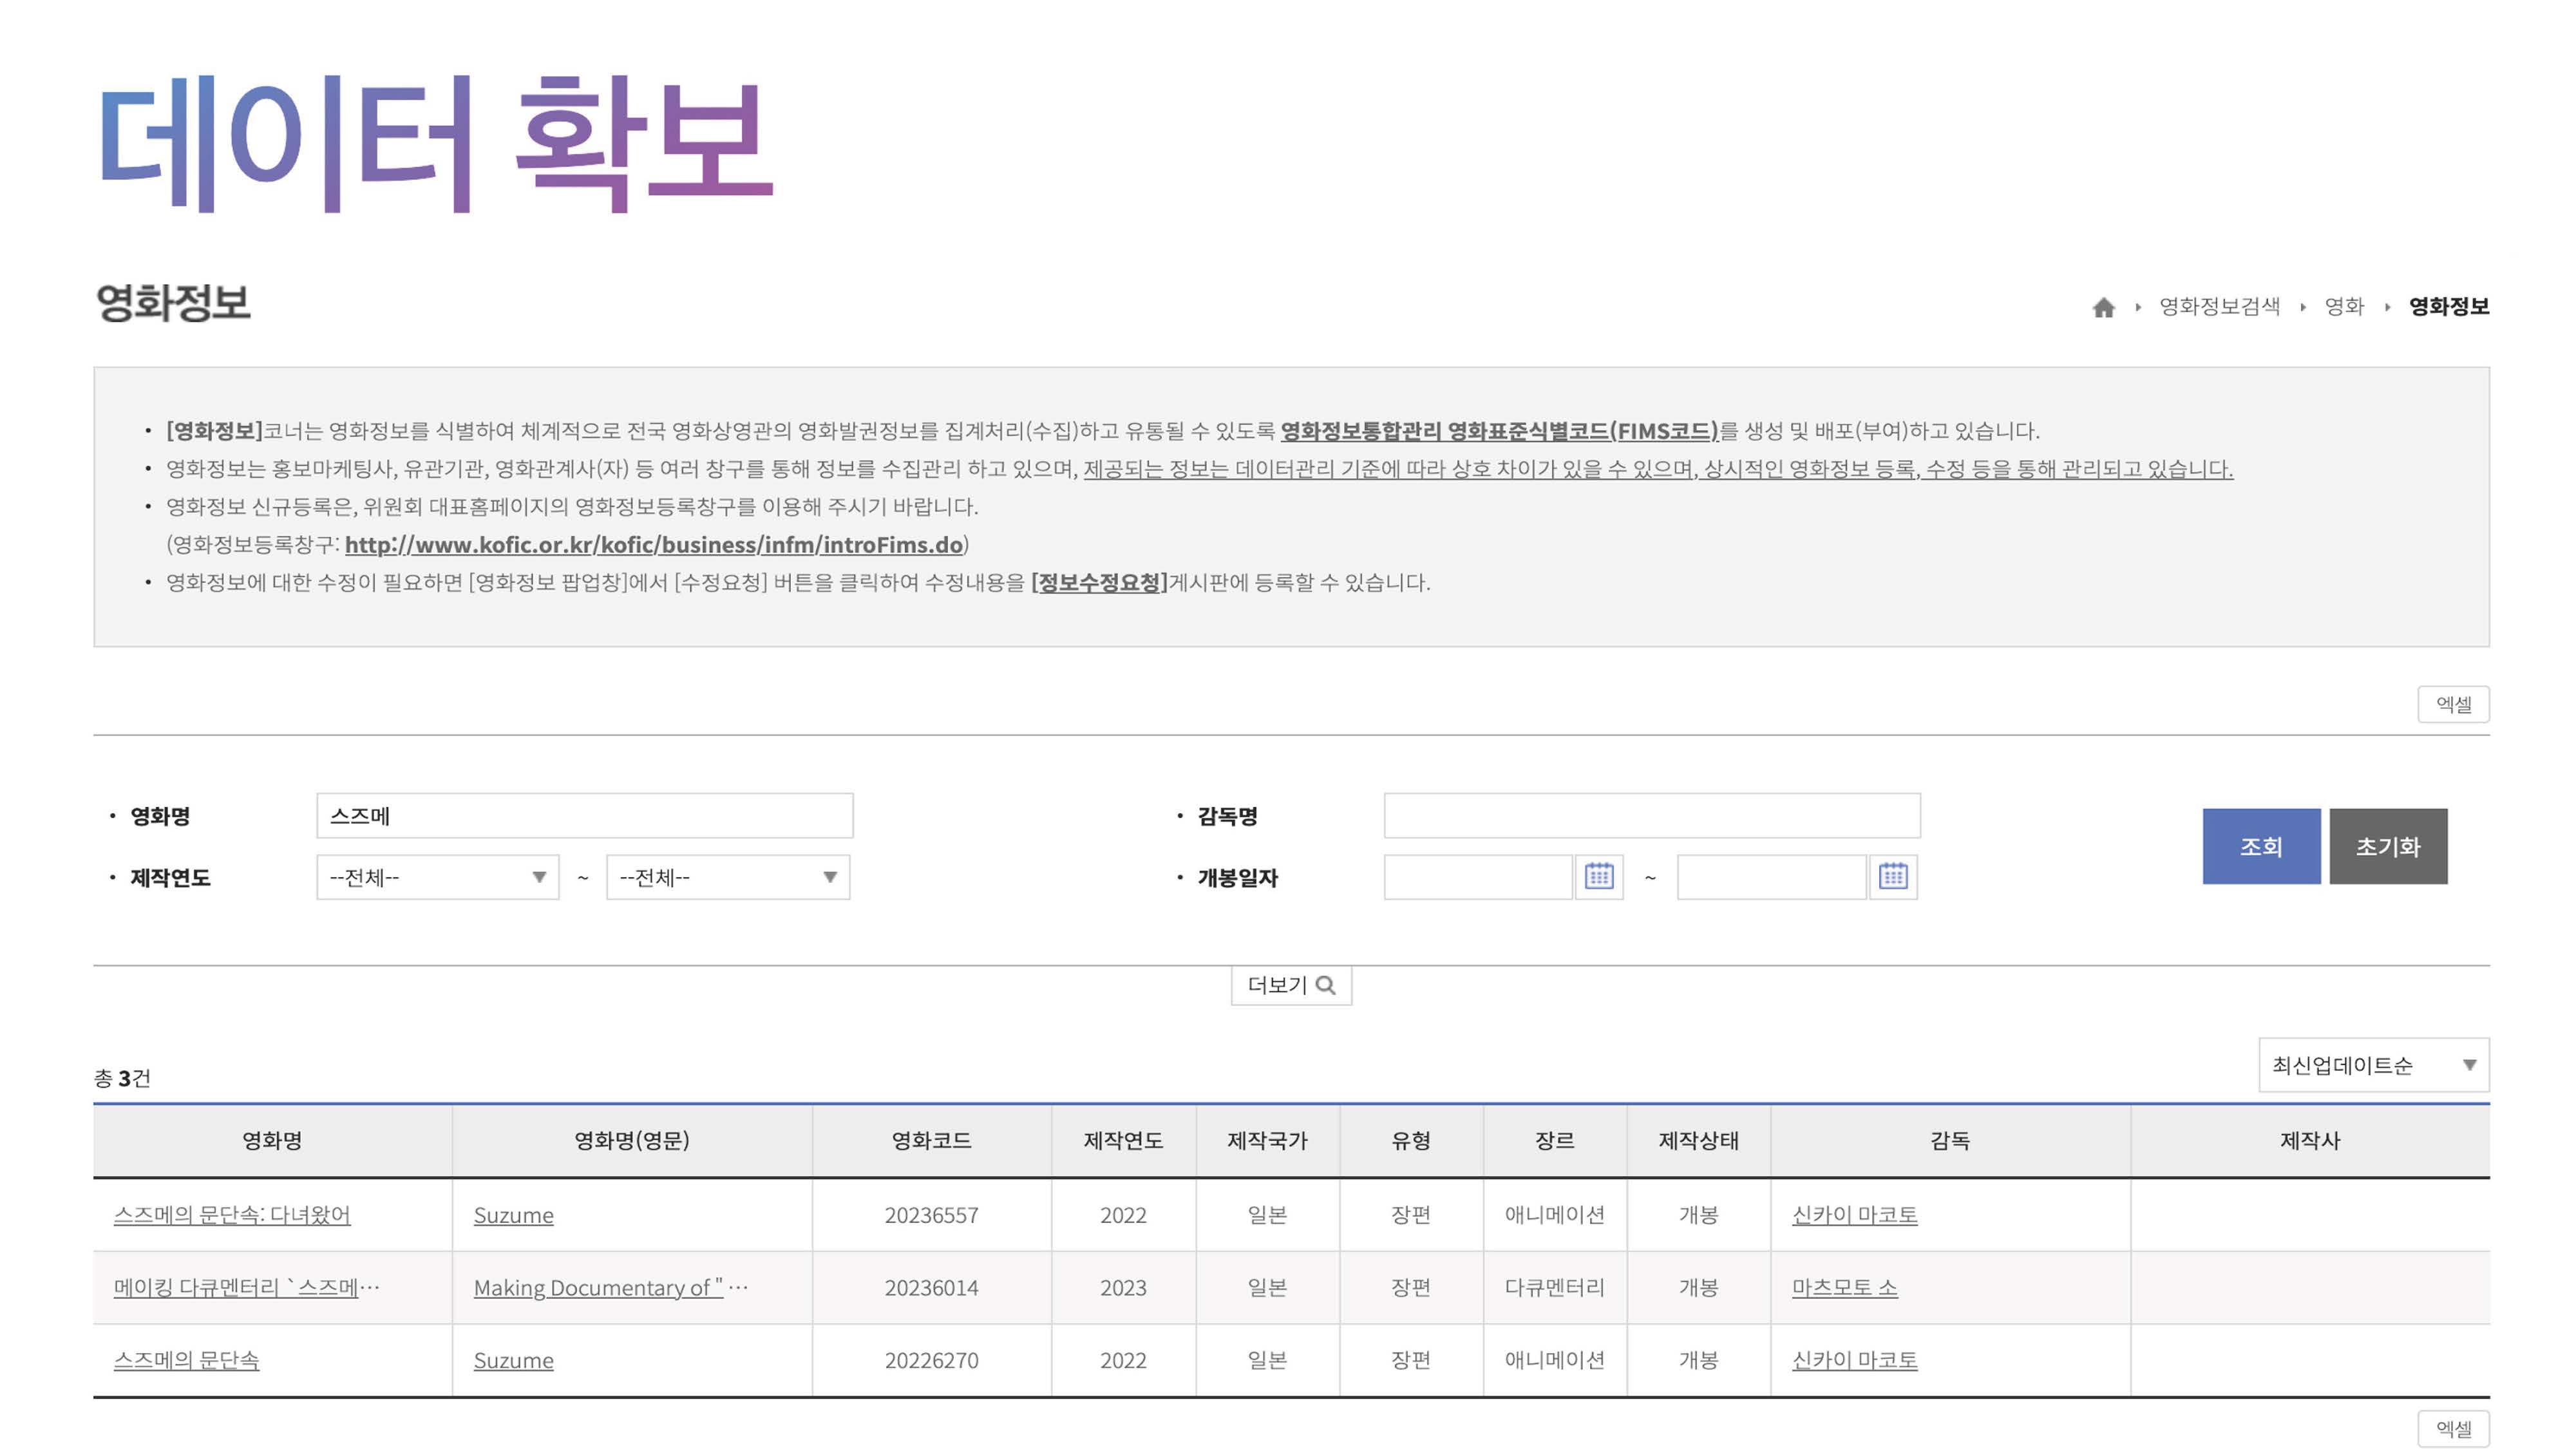 데이터 확보
영화정보
영화정보검색 영화 영화정보
• [영화정보]코너는 영화정보를 식별하여 체계적으로 전국 영화상영관의 영화발권정보를 집계처리(수집)하고 유통될 수 있도록 영화정보통합관리 영화표준식별코드(FIMS코드)를 생성 및 배포(부여)하고 있습니다.
• 영화정보는 홍보마케팅사, 유관기관, 영화관계사(자) 등 여러 창구를 통해 정보를 수집관리 하고 있으며, 제공되는 정보는 데이터관리 기준에 따라 상호 차이가 있을 수 있으며, 상시적인 영화정보 등록, 수정 등을 통해 관리되고 있습니다.
• 영화정보 신규등록은, 위원회 대표홈페이지의 영화정보등록창구를 이용해 주시기 바랍니다.
(영화정보등록창구: http://www.kofic.or.kr/kofic/business/infm/introFims.do)
• 영화정보에 대한 수정이 필요하면 [영화정보 팝업창]에서 [수정요청] 버튼을 클릭하여 수정내용을 [정보수정요청]게시판에 등록할 수 있습니다.
엑셀
• 영화명 스즈메 • 감독명
• 제작연도 --전체-- ~ --전체-- • 개봉일자 ~
조회 초기화
더보기
최신업데이트순
총 3건
영화명 영화명(영문) 영화코드 제작연도 제작국가 유형 장르 제작상태 감독 제작사
스즈메의 문단속: 다녀왔어 Suzume 20236557 2022 일본 장편 애니메이션 개봉 신카이 마코토
메이킹 다큐멘터리 `스즈메… Making Documentary of " … 20236014 2023 일본 장편 다큐멘터리 개봉 마츠모토 소
스즈메의 문단속 Suzume 20226270 2022 일본 장편 애니메이션 개봉 신카이 마코토
엑셀